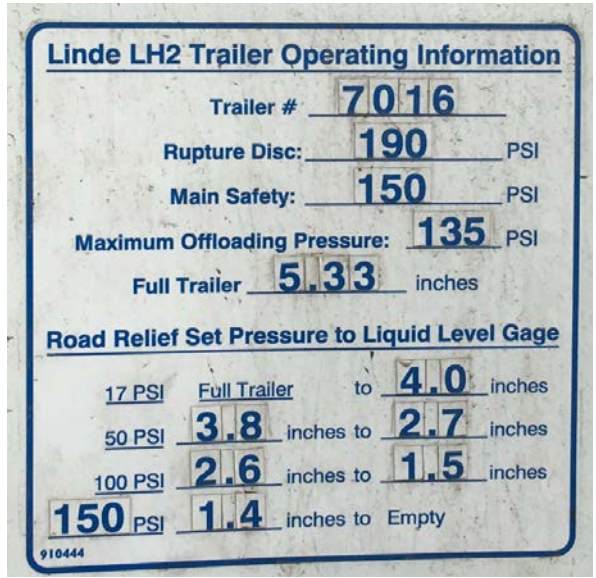 Linde LH2 Trailer Operating Information
Trailer # 7016
Rupture Disc: 190 PSI
Main Safety: 150 PSI
Maximum Offloading Pressure: 135 PSI
Full Trailer 5.33 inches
Road Relief Set Pressure to Liquid Level Gage
17 PSI Full Trailer to 4.0 inches
50 PSI 3.8 inches to 2.7 inches
100 PSI 2.6 inches to 1.5 inches
150 PSI 1.4 inches to Empty
910444